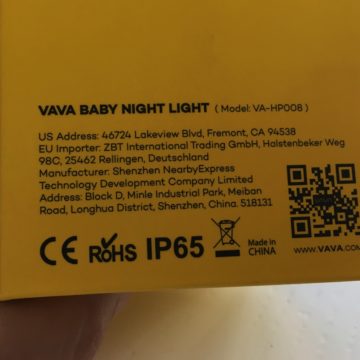 VAVA BABY NIGHT LIGHT ( Model: VA-HP008 )
US Address: 46724 Lakeview Blvd, Fremont, CA 94538
EU Importer: ZBT International Trading GmbH, Halstenbeker Weg
98C, 25462 Rellingen, Deutschland
Manufacturer: Shenzhen NearbyExpress
Technology Development Company Limited
Address: Block D, Minle Industrial Park, Meiban
Road, Longhua District, Shenzhen, China. 518131
CE RoHS IP65 Made in
CHINA
www.VAVA.COM